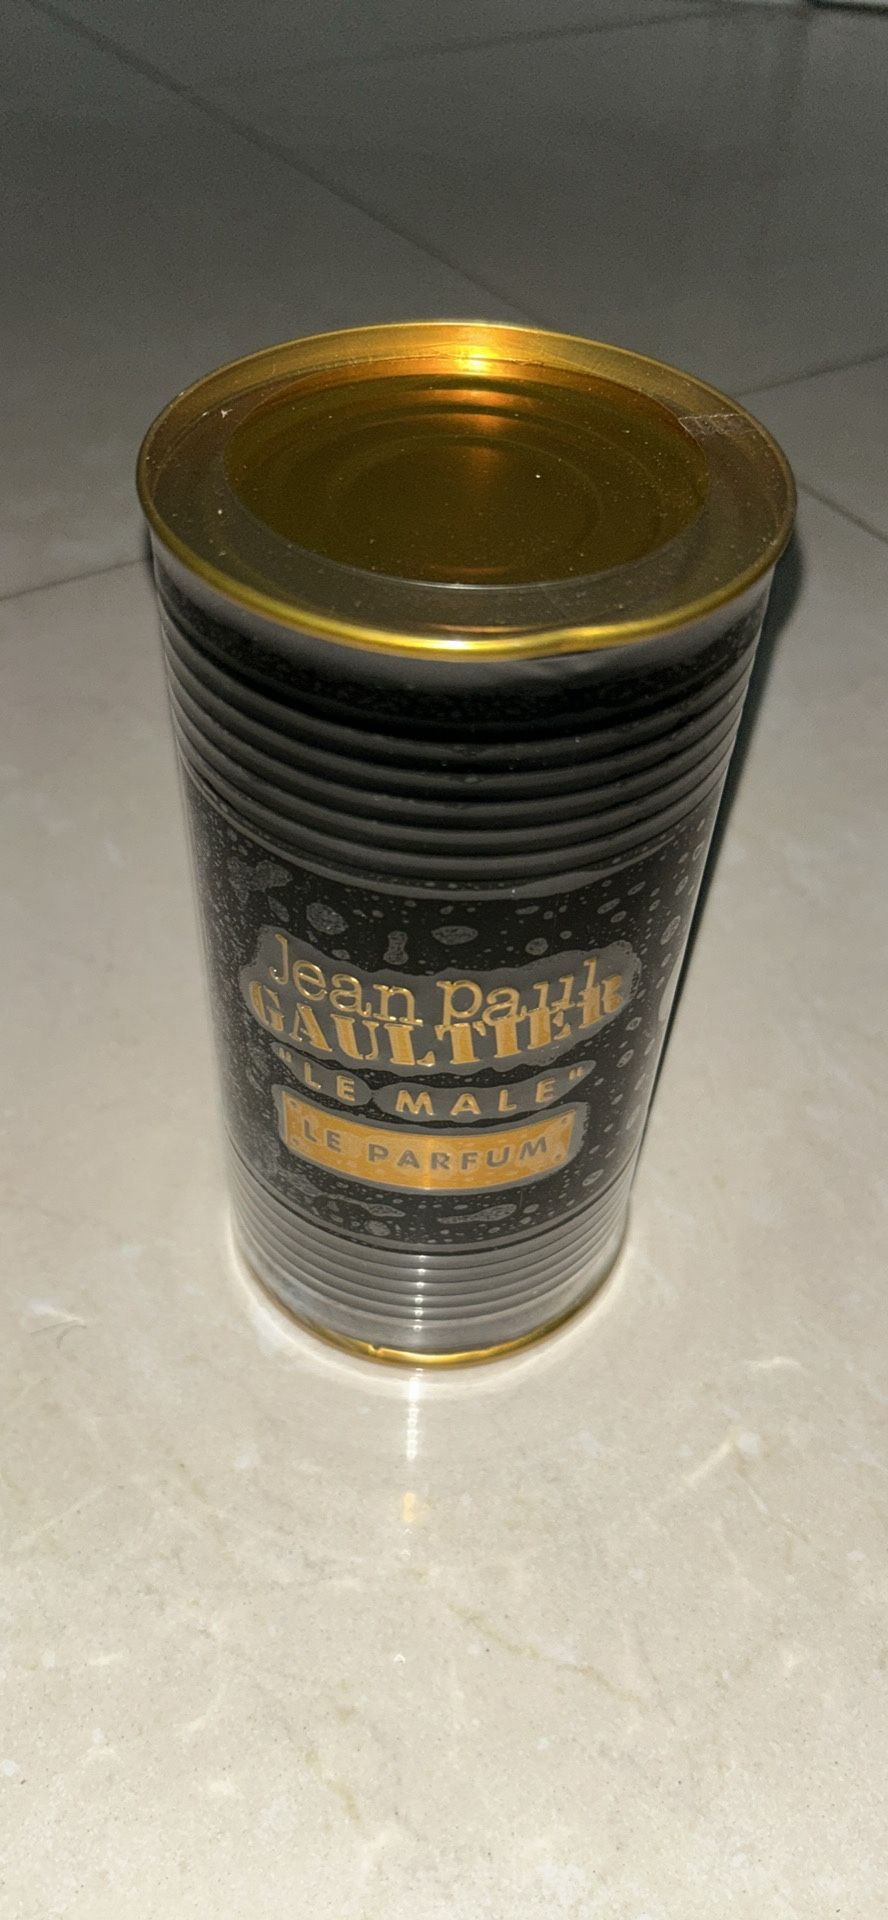 Jean Paul
GAULTIER
"LE MALE"
LE PARFUM